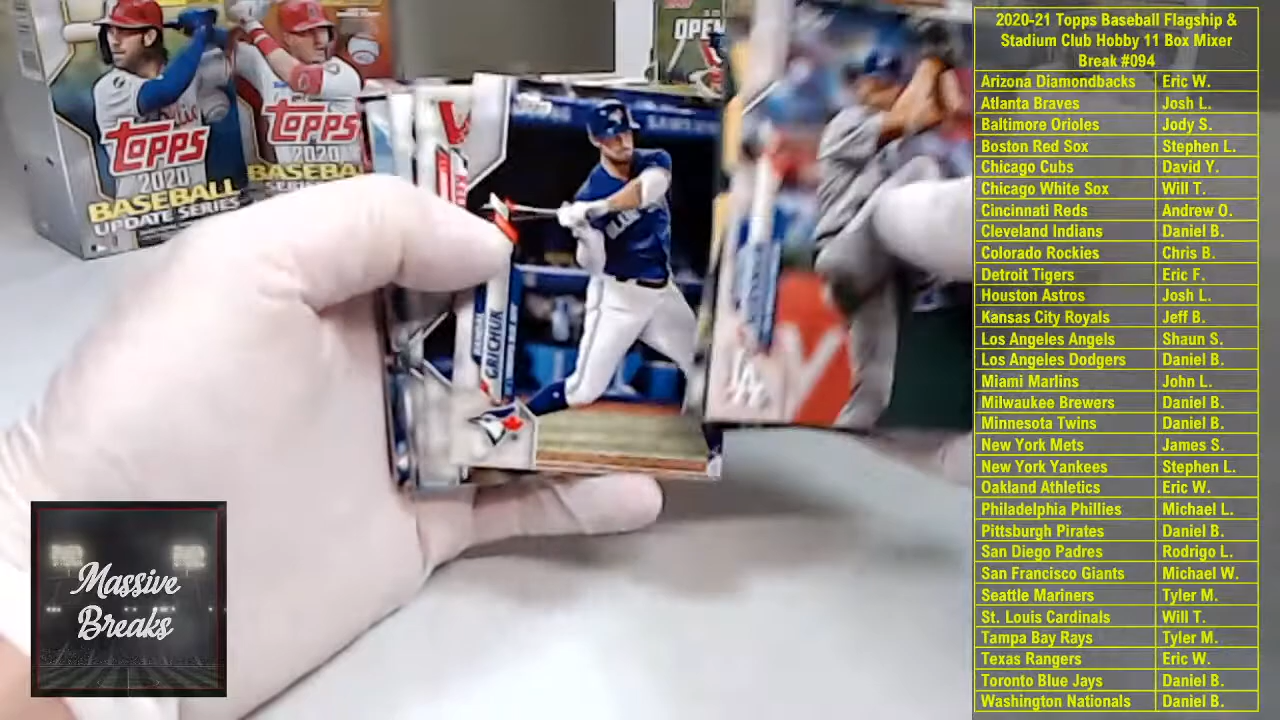 OPEN
TOPPS
2020
BASEBALL
UPDATE SERIES
TOPPS
2020
BASEBA
GRICHUK
LA
Massive
Breaks
2020-21 Topps Baseball Flagship &
Stadium Club Hobby 11 Box Mixer
Break #094
Arizona Diamondbacks Eric W.
Atlanta Braves Josh L.
Baltimore Orioles Jody S.
Boston Red Sox Stephen L.
Chicago Cubs David Y.
Chicago White Sox Will T.
Cincinnati Reds Andrew O.
Cleveland Indians Daniel B.
Colorado Rockies Chris B.
Detroit Tigers Eric F.
Houston Astros Josh L.
Kansas City Royals Jeff B.
Los Angeles Angels Shaun S.
Los Angeles Dodgers Daniel B.
Miami Marlins John L.
Milwaukee Brewers Daniel B.
Minnesota Twins Daniel B.
New York Mets James S.
New York Yankees Stephen L.
Oakland Athletics Eric W.
Philadelphia Phillies Michael L.
Pittsburgh Pirates Daniel B.
San Diego Padres Rodrigo L.
San Francisco Giants Michael W.
Seattle Mariners Tyler M.
St. Louis Cardinals Will T.
Tampa Bay Rays Tyler M.
Texas Rangers Eric W.
Toronto Blue Jays Daniel B.
Washington Nationals Daniel B.